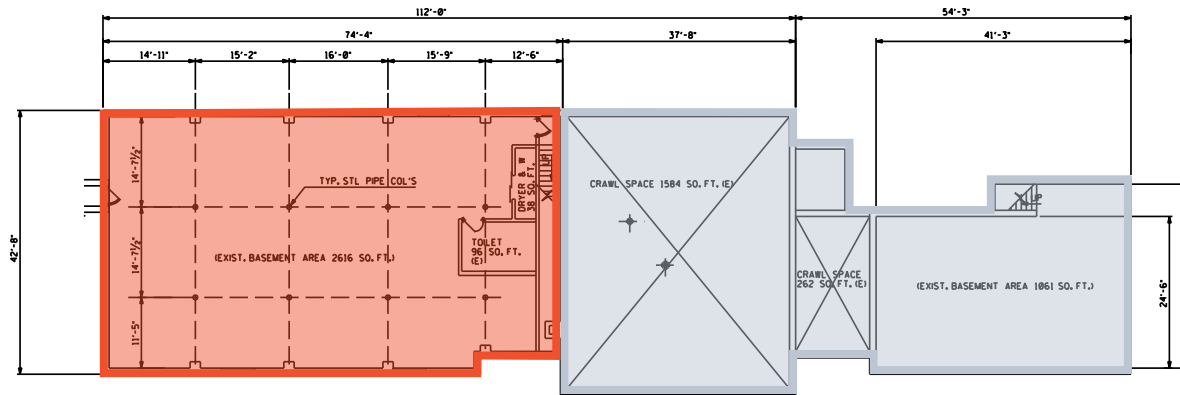 112'-0"
54'-3"
74'-4"
37'-8"
41'-3"
14'-11"
15'-2"
16'-0"
15'-9"
12'-6"
42'-8"
14'-7½"
14'-7½"
11'-5"
TYP. STL PIPE COL'S
DRYER & W
38 SQ. FT.
UP
TOILET
96 SQ. FT.
(E)
(EXIST. BASEMENT AREA 2616 SQ. FT.)
CRAWL SPACE 1584 SQ. FT. (E)
CRAWL SPACE
262 SQ. FT. (E)
UP
(EXIST. BASEMENT AREA 1061 SQ. FT.)
24'-6"